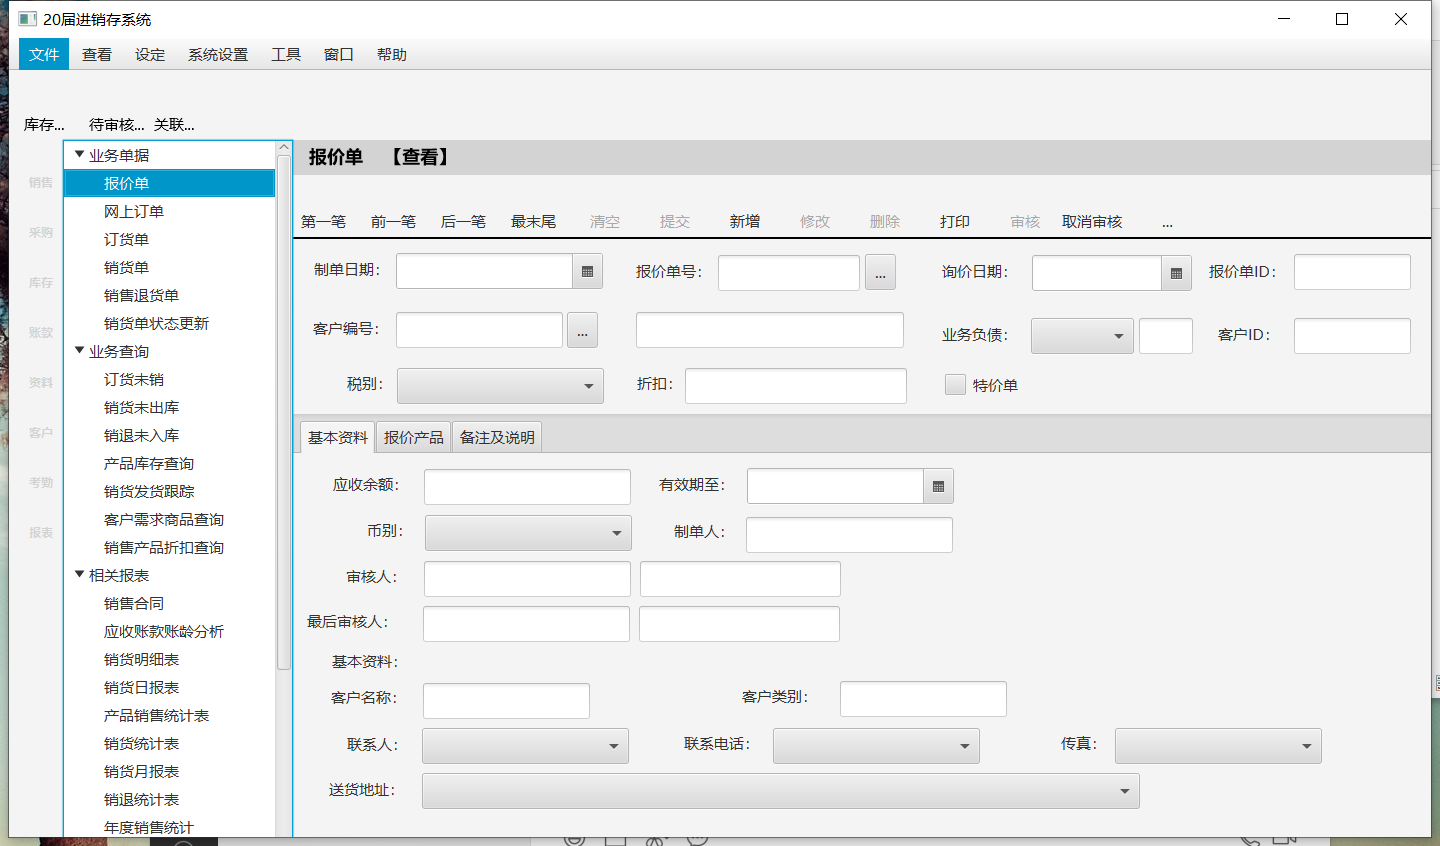 20届进销存系统
文件 查看 设定 系统设置 工具 窗口 帮助
库存... 待审核... 关联...
销售
采购
库存
账款
资料
客户
考勤
报表
业务单据
报价单
网上订单
订货单
销货单
销售退货单
销货单状态更新
业务查询
订货未销
销货未出库
销退未入库
产品库存查询
销货发货跟踪
客户需求商品查询
销售产品折扣查询
相关报表
销售合同
应收账款账龄分析
销货明细表
销货日报表
产品销售统计表
销货统计表
销货月报表
销退统计表
年度销售统计
报价单 【查看】
第一笔 前一笔 后一笔 最末尾 清空 提交 新增 修改 删除 打印 审核 取消审核 ...
制单日期： 报价单号： ... 询价日期： 报价单ID：
客户编号： ... 业务负债： 客户ID：
税别： 折扣： 特价单
基本资料 报价产品 备注及说明
应收余额： 有效期至：
币别： 制单人：
审核人：
最后审核人：
基本资料：
客户名称： 客户类别：
联系人： 联系电话： 传真：
送货地址：